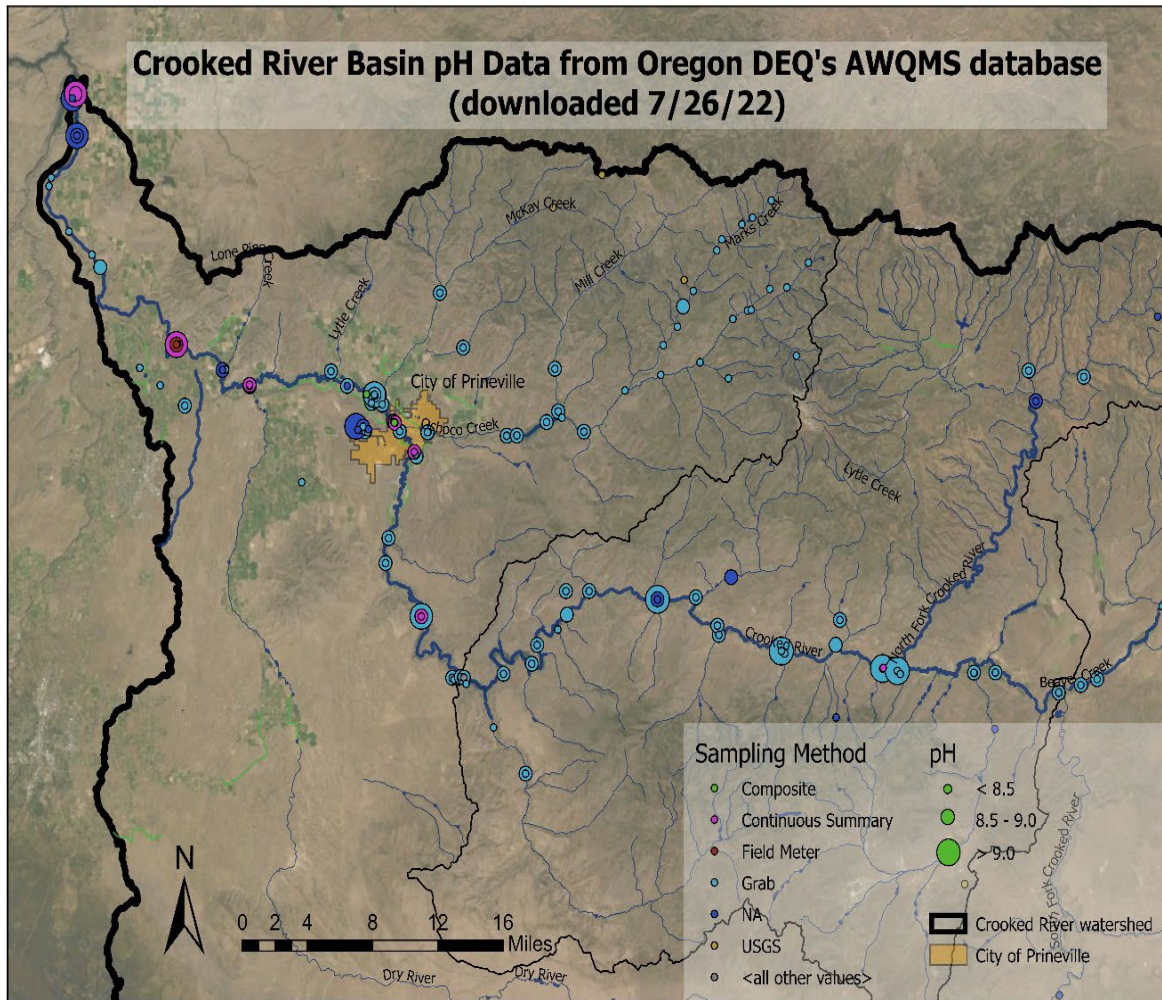 Crooked River Basin pH Data from Oregon DEQ's AWQMS database
(downloaded 7/26/22)
McKay Creek
Marks Creek
Lone Pine
Creek
Mill Creek
Lytle Creek
City of Prineville
Ochoco Creek
Lytle Creek
North Fork Crooked River
Crooked River
Beaver Creek
South Fork Crooked River
Dry River
Dry River
N
0 2 4 8 12 16
Miles
Sampling Method
Composite
Continuous Summary
Field Meter
Grab
NA
USGS
<all other values>
pH
< 8.5
8.5 - 9.0
> 9.0
Crooked River watershed
City of Prineville